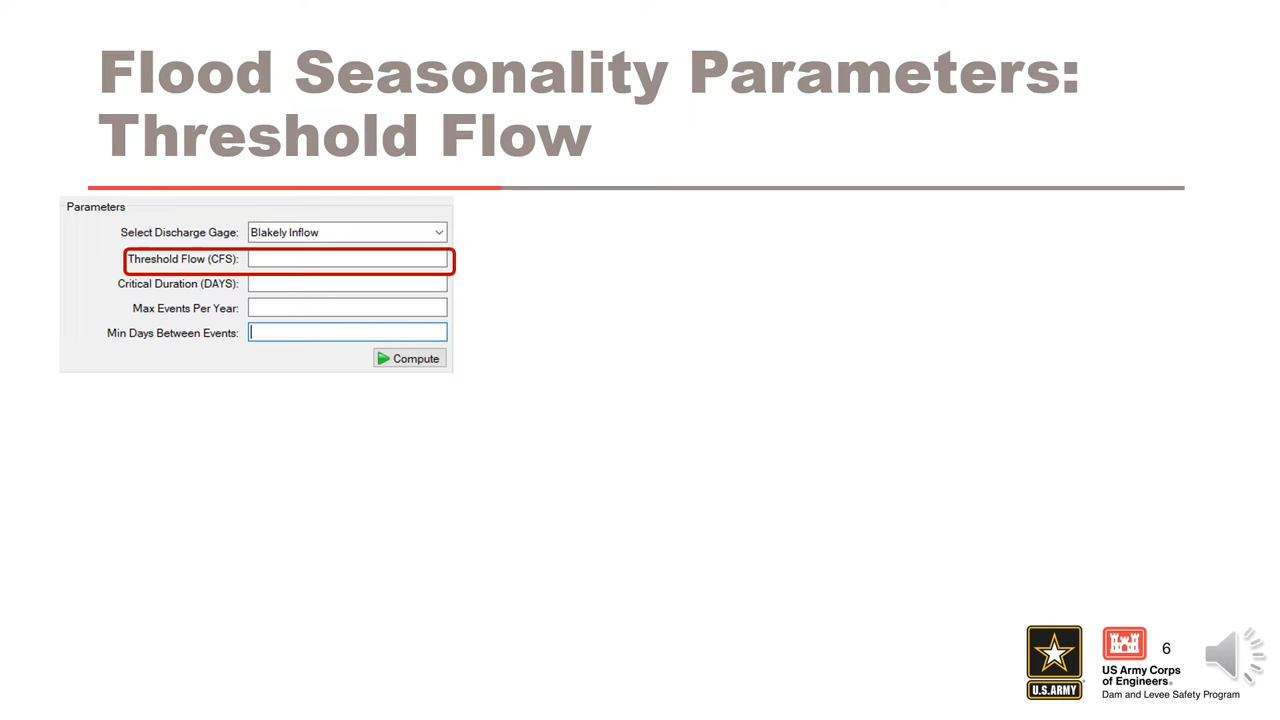 Flood Seasonality Parameters:
Threshold Flow
Parameters
Select Discharge Gage: Blakely Inflow
Threshold Flow (CFS):
Critical Duration (DAYS):
Max Events Per Year:
Min Days Between Events:
Compute
U.S.ARMY
US Army Corps
of Engineers®
Dam and Levee Safety Program
6